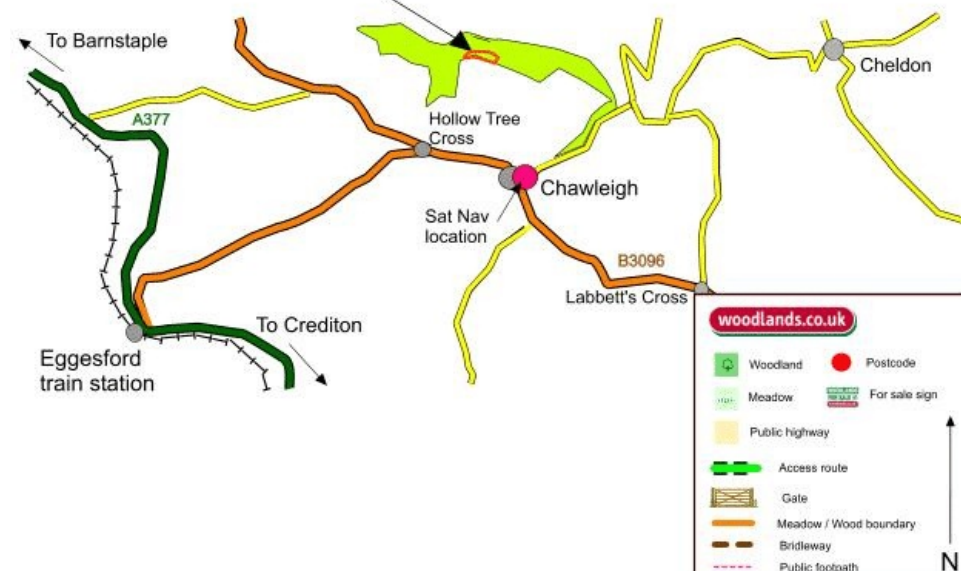 To Barnstaple
Cheldon
A377
Hollow Tree
Cross
Chawleigh
Sat Nav
location
B3096
Labbett's Cross
To Crediton
Eggesford
train station
woodlands.co.uk
Woodland
Postcode
Meadow
For sale sign
Public highway
Access route
Gate
Meadow / Wood boundary
Bridleway
Public footpath
N